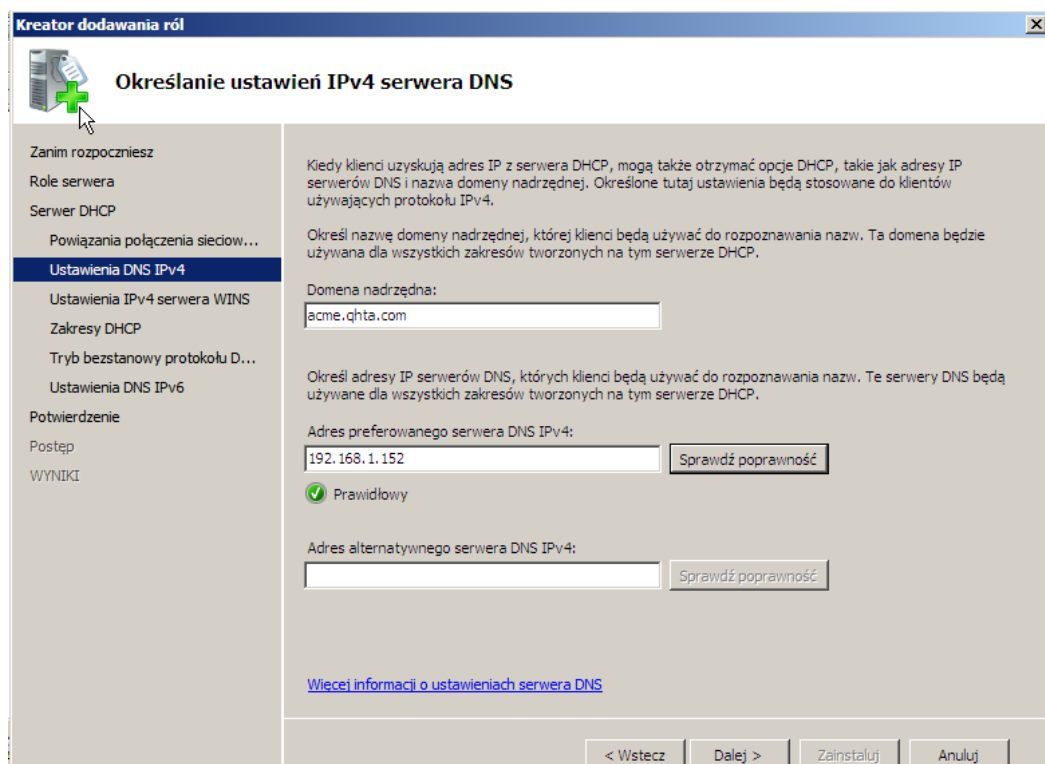 Kreator dodawania ról
Określanie ustawień IPv4 serwera DNS
Zanim rozpoczniesz
Role serwera
Serwer DHCP
Powiązania połączenia sieciow...
Ustawienia DNS IPv4
Ustawienia IPv4 serwera WINS
Zakresy DHCP
Tryb bezstanowy protokołu D...
Ustawienia DNS IPv6
Potwierdzenie
Postęp
WYNIKI
Kiedy klienci uzyskują adres IP z serwera DHCP, mogą także otrzymać opcje DHCP, takie jak adresy IP
serwerów DNS i nazwa domeny nadrzędnej. Określone tutaj ustawienia będą stosowane do klientów
używających protokołu IPv4.
Określ nazwę domeny nadrzędnej, której klienci będą używać do rozpoznawania nazw. Ta domena będzie
używana dla wszystkich zakresów tworzonych na tym serwerze DHCP.
Domena nadrzędna:
acme.qhta.com
Określ adresy IP serwerów DNS, których klienci będą używać do rozpoznawania nazw. Te serwery DNS będą
używane dla wszystkich zakresów tworzonych na tym serwerze DHCP.
Adres preferowanego serwera DNS IPv4:
192.168.1.152
Sprawdź poprawność
Prawidłowy
Adres alternatywnego serwera DNS IPv4:
Sprawdź poprawność
Więcej informacji o ustawieniach serwera DNS
< Wstecz
Dalej >
Zainstaluj
Anuluj